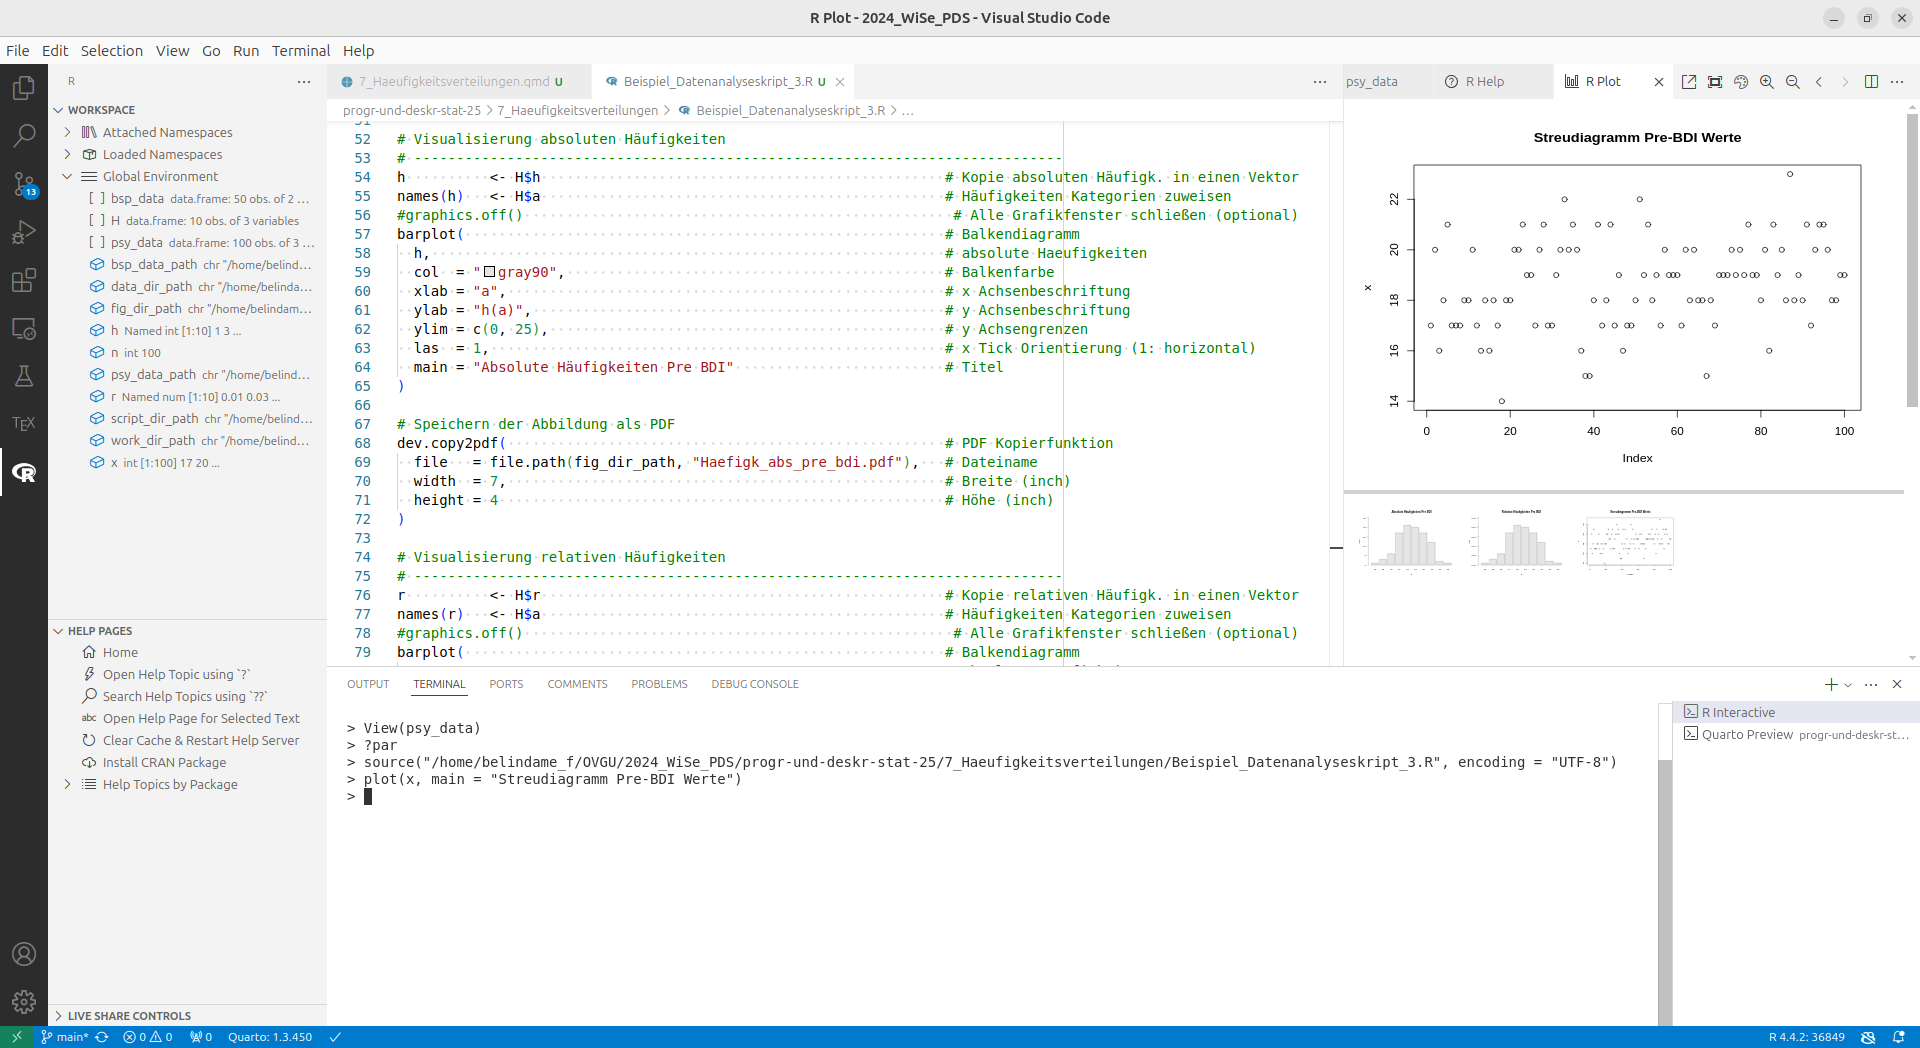 R Plot - 2024_WiSe_PDS - Visual Studio Code
File Edit Selection View Go Run Terminal Help
R
WORKSPACE
Attached Namespaces
Loaded Namespaces
Global Environment
[ ] bsp_data data.frame: 50 obs. of 2 ...
[ ] H data.frame: 10 obs. of 3 variables
[ ] psy_data data.frame: 100 obs. of 3 ...
bsp_data_path chr "/home/belind...
data_dir_path chr "/home/belinda...
fig_dir_path chr "/home/belindam...
h Named int [1:10] 1 3 ...
n int 100
psy_data_path chr "/home/belind...
r Named num [1:10] 0.01 0.03 ...
script_dir_path chr "/home/belind...
work_dir_path chr "/home/belind...
x int [1:100] 17 20 ...
13
TEX
HELP PAGES
Home
Open Help Topic using `?`
Search Help Topics using `??`
abc Open Help Page for Selected Text
Clear Cache & Restart Help Server
Install CRAN Package
Help Topics by Package
LIVE SHARE CONTROLS
7_Haeufigkeitsverteilungen.qmd U
Beispiel_Datenanalyseskript_3.R U
progr-und-deskr-stat-25 > 7_Haeufigkeitsverteilungen > Beispiel_Datenanalyseskript_3.R > ...
51
52 # Visualisierung absoluten Häufigkeiten
53 # -----------------------------------------------------------------------------
54 h <- H$h # Kopie absoluten Häufigk. in einen Vektor
55 names(h) <- H$a # Häufigkeiten Kategorien zuweisen
56 #graphics.off() # Alle Grafikfenster schließen (optional)
57 barplot( # Balkendiagramm
58 h, # absolute Haeufigkeiten
59 col = "gray90", # Balkenfarbe
60 xlab = "a", # x Achsenbeschriftung
61 ylab = "h(a)", # y Achsenbeschriftung
62 ylim = c(0, 25), # y Achsengrenzen
63 las = 1, # x Tick Orientierung (1: horizontal)
64 main = "Absolute Häufigkeiten Pre BDI" # Titel
65 )
66
67 # Speichern der Abbildung als PDF
68 dev.copy2pdf( # PDF Kopierfunktion
69 file = file.path(fig_dir_path, "Haefigk_abs_pre_bdi.pdf"), # Dateiname
70 width = 7, # Breite (inch)
71 height = 4 # Höhe (inch)
72 )
73
74 # Visualisierung relativen Häufigkeiten
75 # -----------------------------------------------------------------------------
76 r <- H$r # Kopie relativen Häufigk. in einen Vektor
77 names(r) <- H$a # Häufigkeiten Kategorien zuweisen
78 #graphics.off() # Alle Grafikfenster schließen (optional)
79 barplot( # Balkendiagramm
psy_data
R Help
R Plot
Streudiagramm Pre-BDI Werte
22
20
18
16
14
x
0 20 40 60 80 100
Index
Absolute Häufigkeiten Pre BDI
Relative Häufigkeiten Pre BDI
Streudiagramm Pre-BDI Werte
OUTPUT TERMINAL PORTS COMMENTS PROBLEMS DEBUG CONSOLE
> View(psy_data)
> ?par
> source("/home/belindame_f/OVGU/2024_WiSe_PDS/progr-und-deskr-stat-25/7_Haeufigkeitsverteilungen/Beispiel_Datenanalyseskript_3.R", encoding = "UTF-8")
> plot(x, main = "Streudiagramm Pre-BDI Werte")
>
R Interactive
Quarto Preview progr-und-deskr-st...
main* 0 0 0 Quarto: 1.3.450
R 4.4.2: 36849